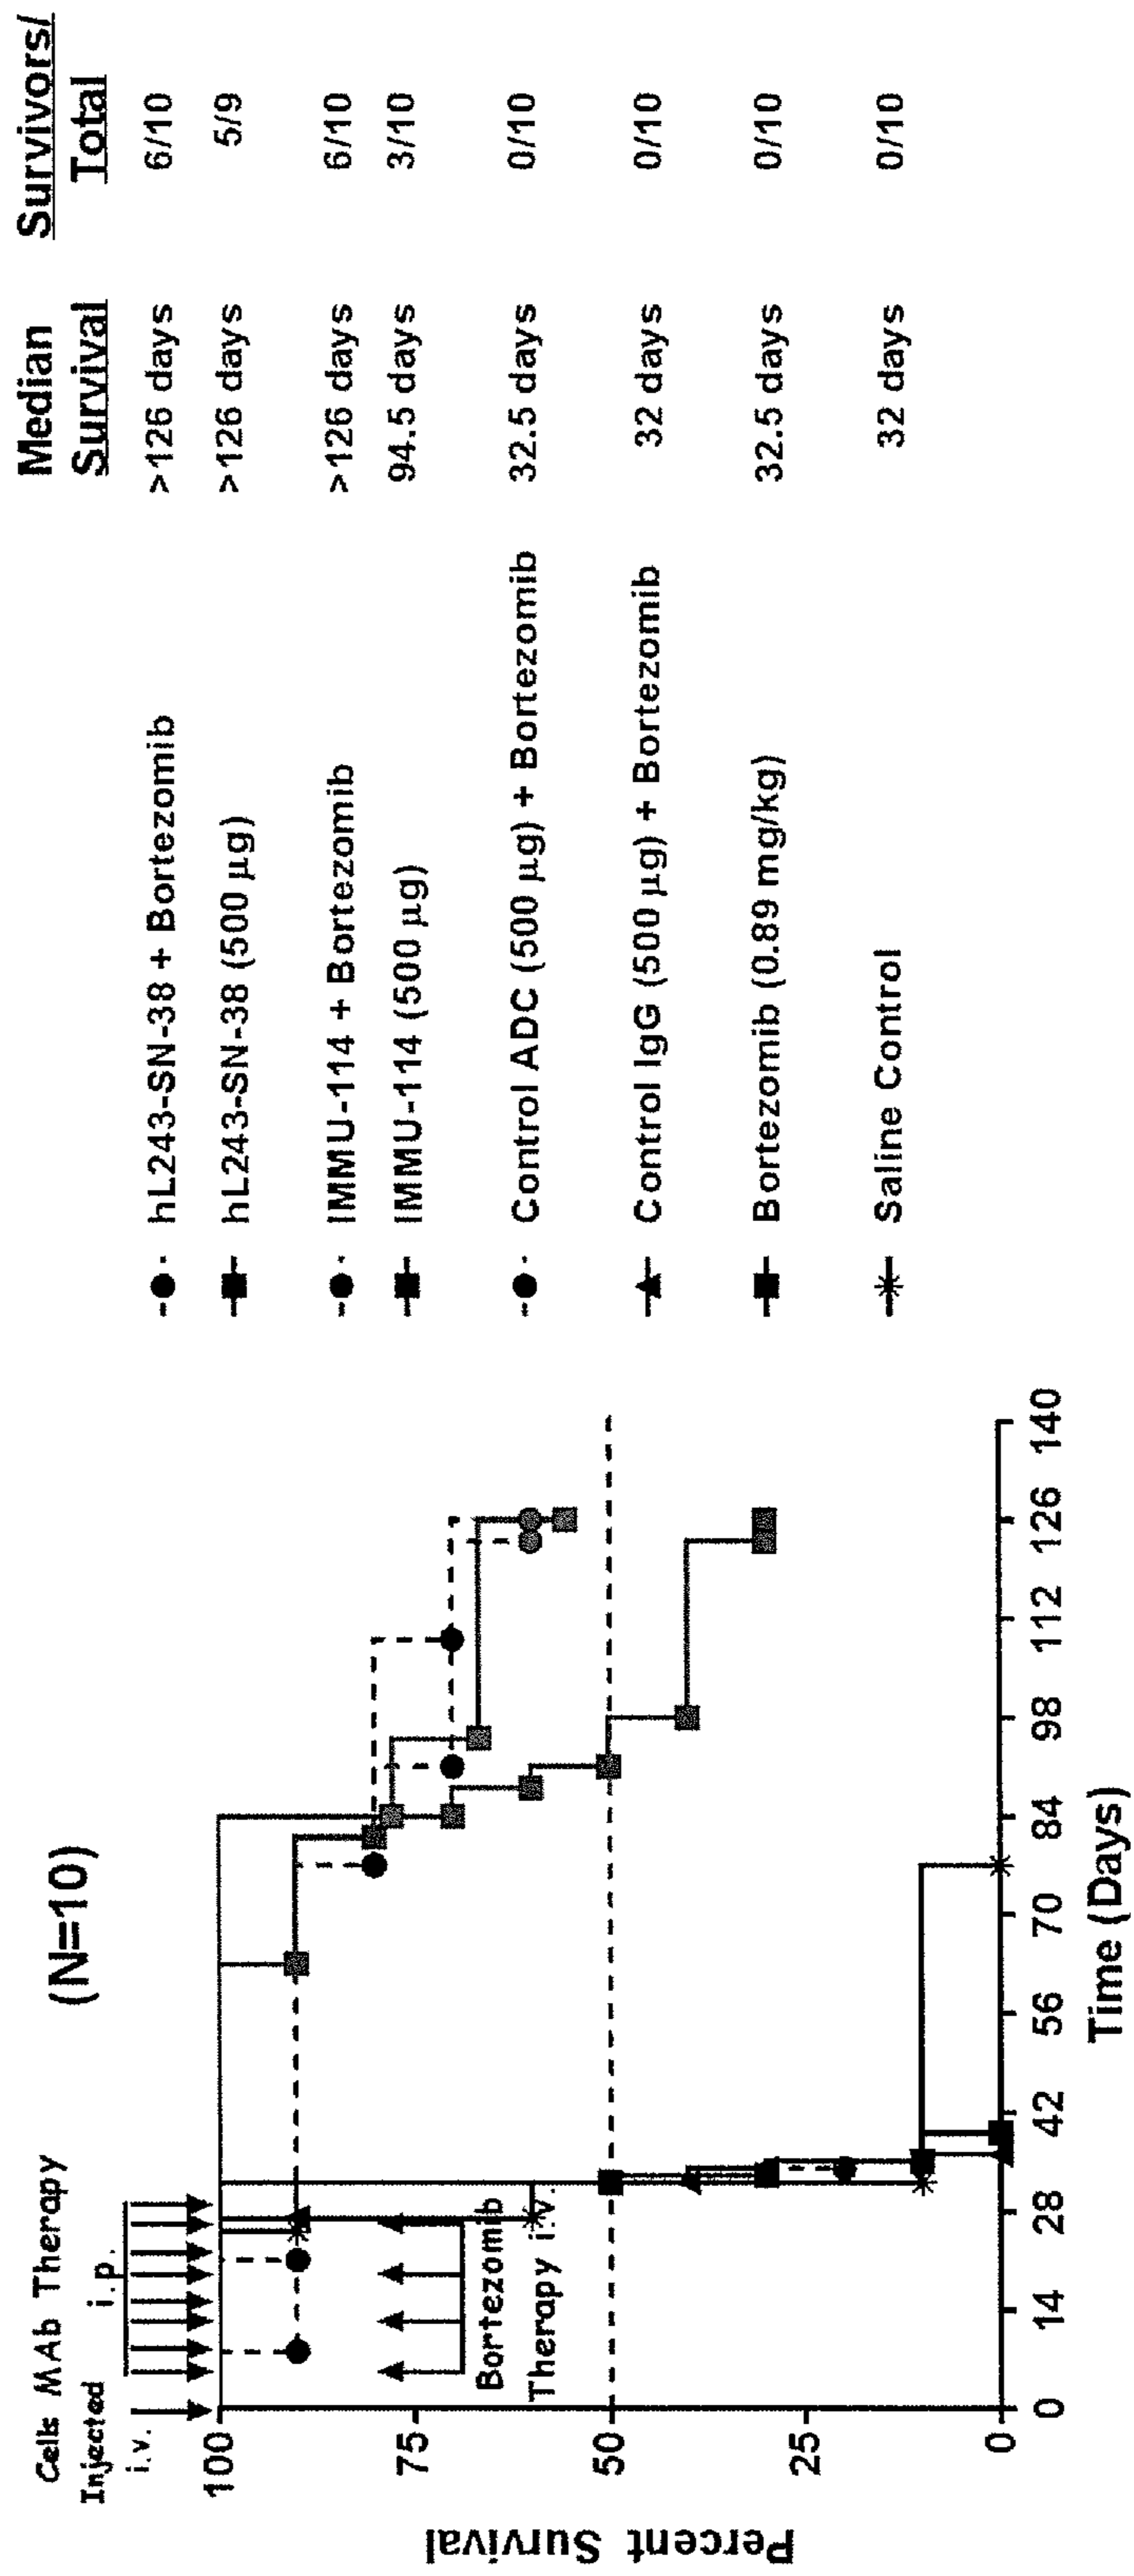 (N=10)
Cells MAb Therapy
Injected i.p.
i.v.
100
75
50
25
0
Percent Survival
Bortezomib
Therapy i.v.
0 14 28 42 56 70 84 98 112 126 140
Time (Days)
Median Survivors/
Survival Total
hL243-SN-38 + Bortezomib >126 days 6/10
hL243-SN-38 (500 µg) >126 days 5/9
IMMU-114 + Bortezomib >126 days 6/10
IMMU-114 (500 µg) 94.5 days 3/10
Control ADC (500 µg) + Bortezomib 32.5 days 0/10
Control IgG (500 µg) + Bortezomib 32 days 0/10
Bortezomib (0.89 mg/kg) 32.5 days 0/10
Saline Control 32 days 0/10